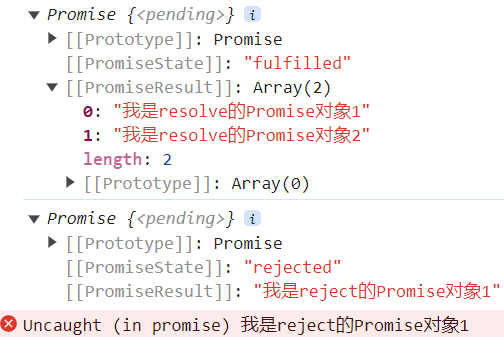 Promise {<pending>} i
[[Prototype]]: Promise
[[PromiseState]]: "fulfilled"
[[PromiseResult]]: Array(2)
0: "我是resolve的Promise对象1"
1: "我是resolve的Promise对象2"
length: 2
[[Prototype]]: Array(0)
Promise {<pending>} i
[[Prototype]]: Promise
[[PromiseState]]: "rejected"
[[PromiseResult]]: "我是reject的Promise对象1"
Uncaught (in promise) 我是reject的Promise对象1